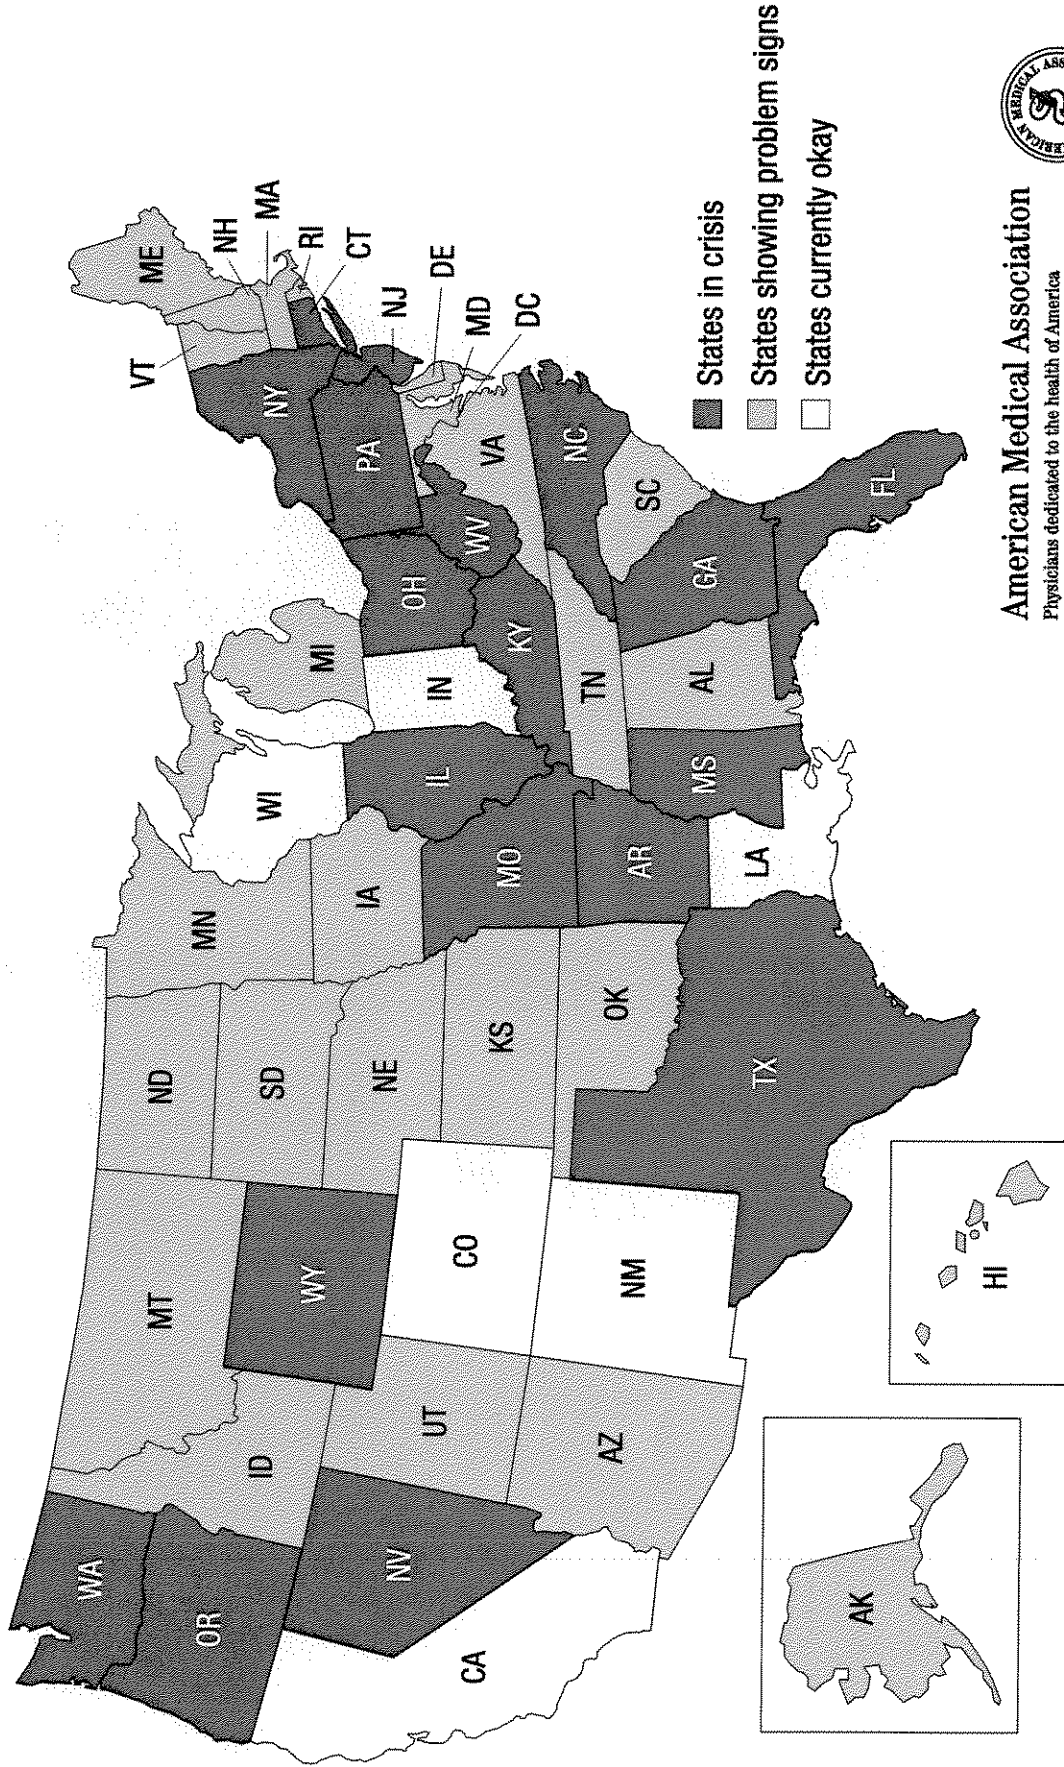 WA
OR
CA
NV
ID
MT
WY
UT
AZ
CO
NM
ND
SD
NE
KS
OK
TX
MN
IA
MO
AR
LA
WI
IL
MS
MI
IN
KY
TN
AL
OH
WV
GA
FL
SC
NC
VA
PA
NY
VT
ME
NH
MA
RI
CT
NJ
DE
MD
DC
AK
HI
States in crisis
States showing problem signs
States currently okay
American Medical Association
Physicians dedicated to the health of America
AMERICAN MEDICAL